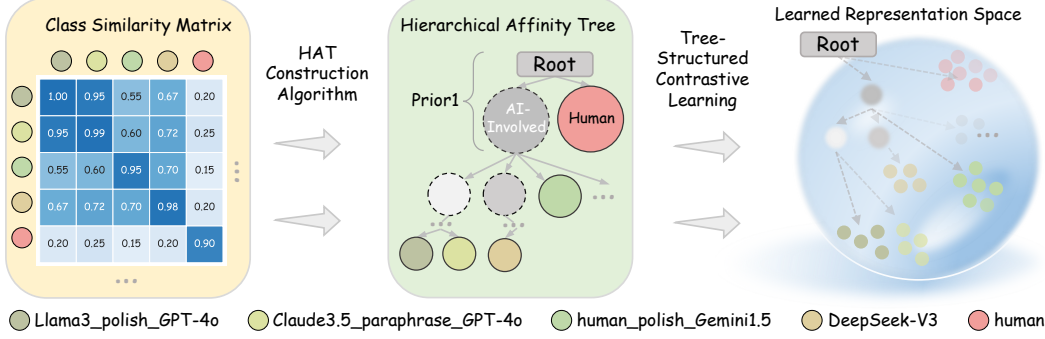 Class Similarity Matrix
1.00 0.95 0.55 0.67 0.20
0.95 0.99 0.60 0.72 0.25
0.55 0.60 0.95 0.70 0.15
0.67 0.72 0.70 0.98 0.20
0.20 0.25 0.15 0.20 0.90
...
...
HAT
Construction
Algorithm
Hierarchical Affinity Tree
Root
Prior1
AI-
Involved
Human
...
...
...
Tree-
Structured
Contrastive
Learning
Learned Representation Space
Root
...
Llama3_polish_GPT-4o
Claude3.5_paraphrase_GPT-4o
human_polish_Gemini1.5
DeepSeek-V3
human